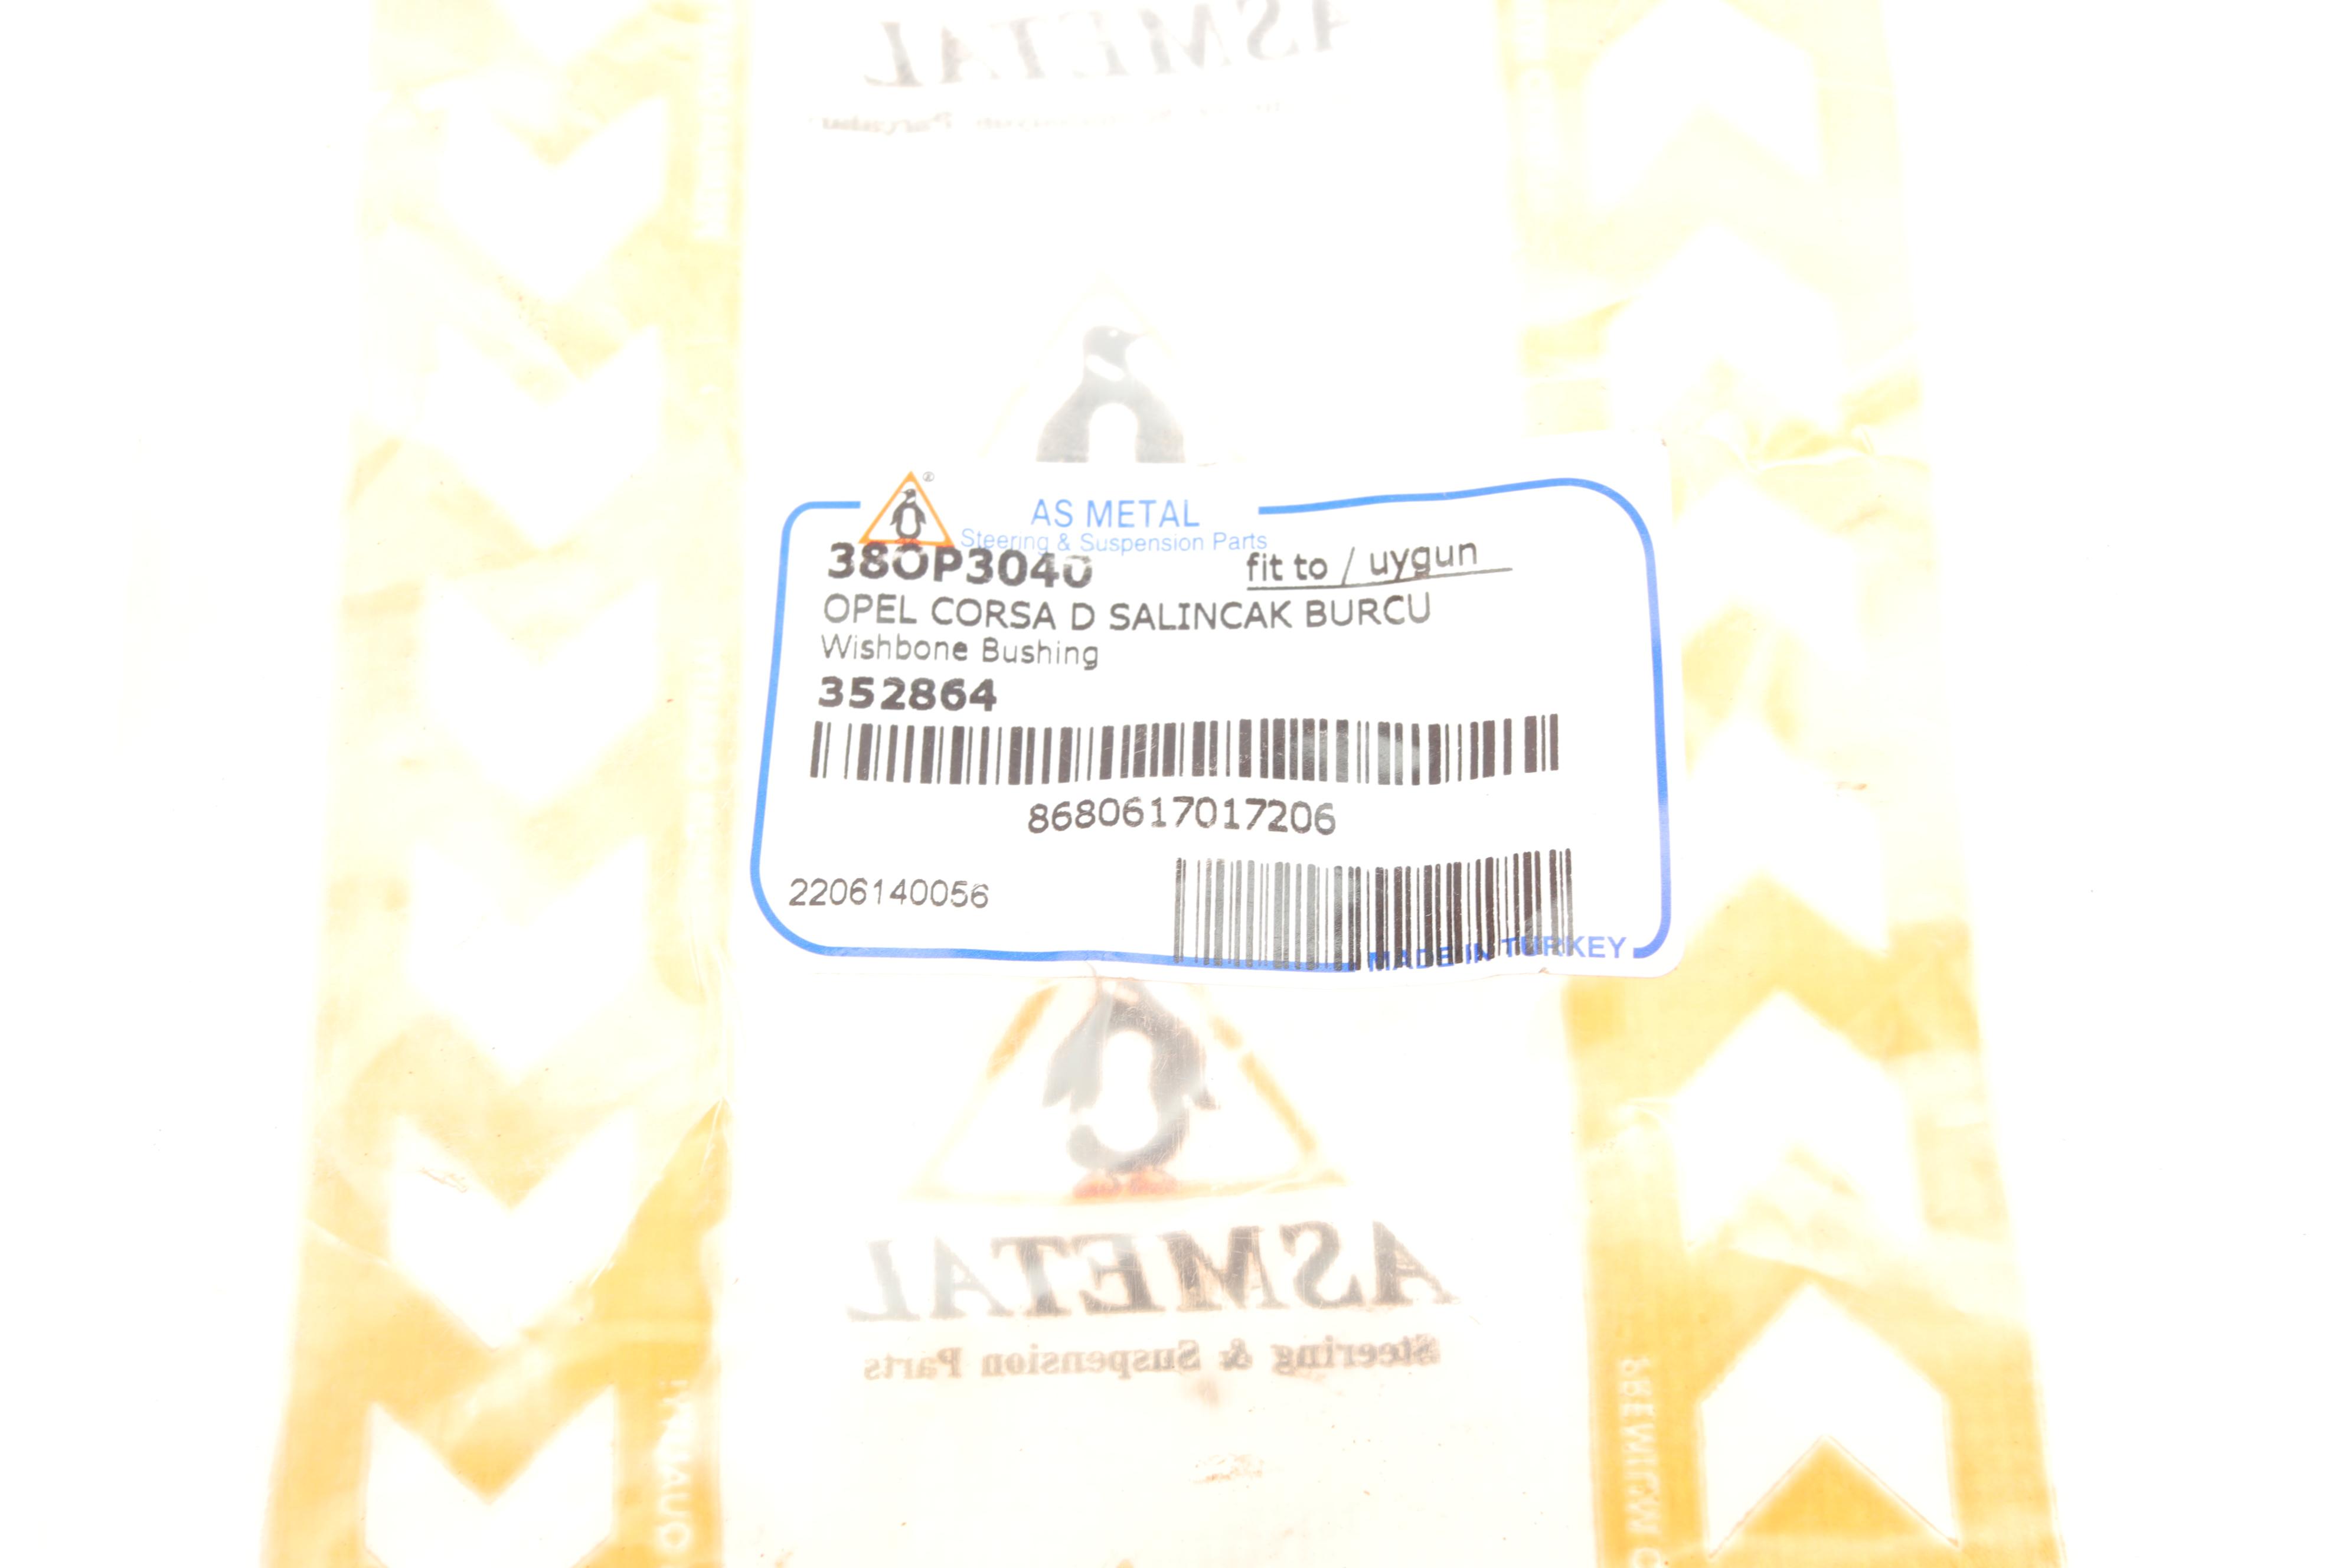 ASMETAL
®
AS METAL
Steering & Suspension Parts
38OP3040 fit to / uygun
OPEL CORSA D SALINCAK BURCU
Wishbone Bushing
352864
8680617017206
2206140056
MADE IN TURKEY
ASMETAL
Steering & Suspension Parts